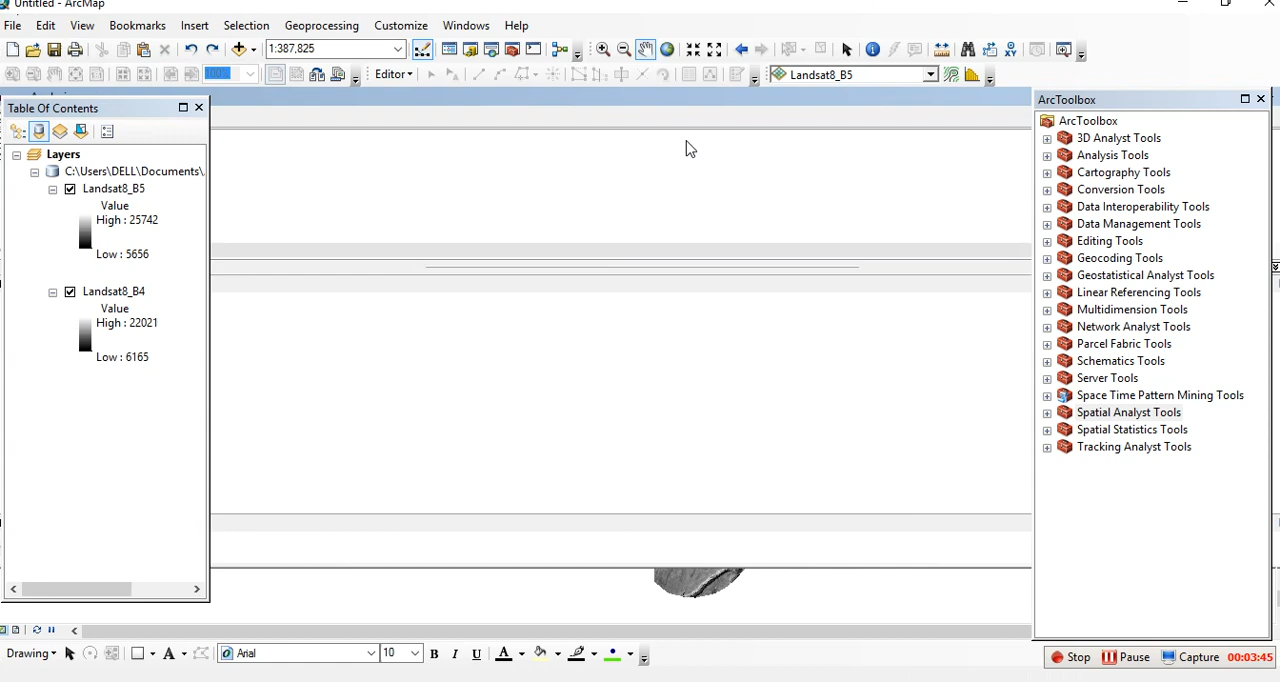 Untitled - ArcMap
File Edit View Bookmarks Insert Selection Geoprocessing Customize Windows Help
1:387,825
100%
Editor
Landsat8_B5
Table Of Contents
Layers
C:\Users\DELL\Documents\
Landsat8_B5
Value
High : 25742
Low : 5656
Landsat8_B4
Value
High : 22021
Low : 6165
ArcToolbox
ArcToolbox
3D Analyst Tools
Analysis Tools
Cartography Tools
Conversion Tools
Data Interoperability Tools
Data Management Tools
Editing Tools
Geocoding Tools
Geostatistical Analyst Tools
Linear Referencing Tools
Multidimension Tools
Network Analyst Tools
Parcel Fabric Tools
Schematics Tools
Server Tools
Space Time Pattern Mining Tools
Spatial Analyst Tools
Spatial Statistics Tools
Tracking Analyst Tools
Drawing A Arial 10 B I U A
Stop Pause Capture 00:03:45